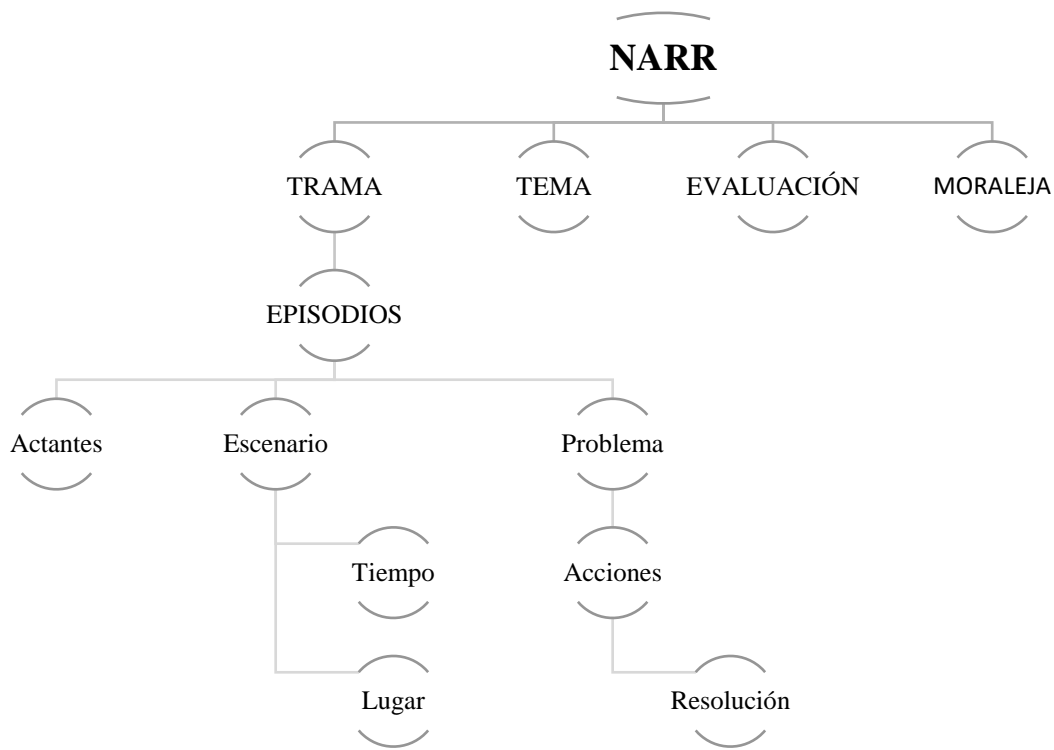 NARR
TRAMA
TEMA
EVALUACIÓN
MORALEJA
EPISODIOS
Actantes
Escenario
Problema
Tiempo
Acciones
Lugar
Resolución